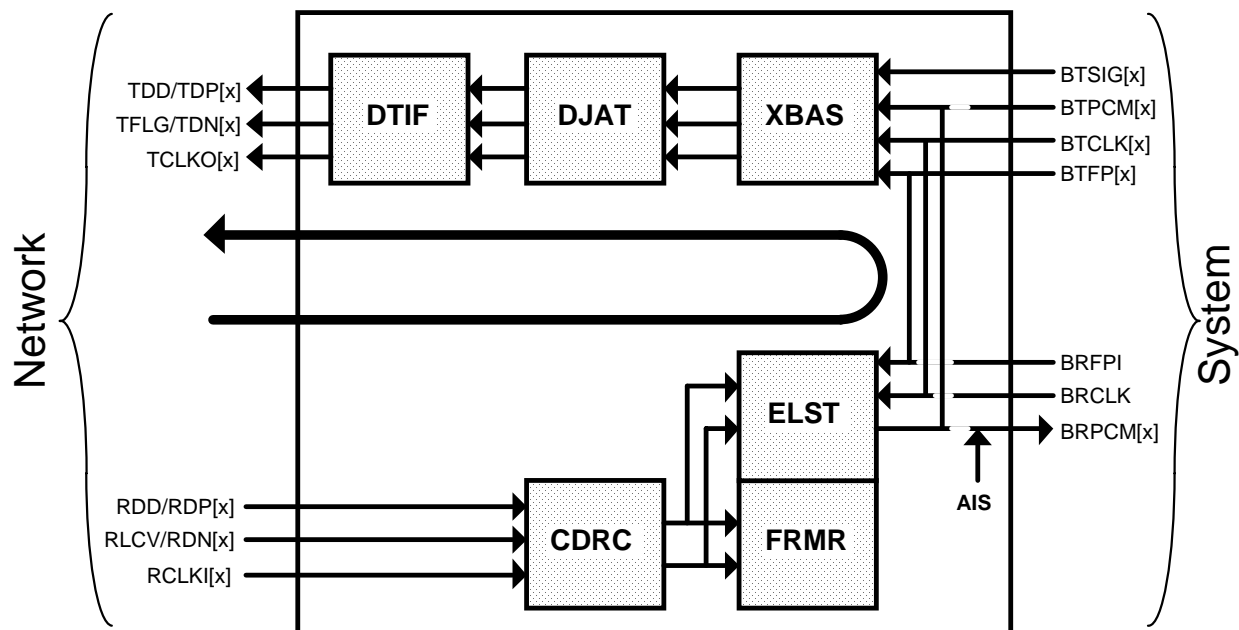 Network
TDD/TDP[x]
TFLG/TDN[x]
TCLKO[x]
DTIF
DJAT
XBAS
BTSIG[x]
BTPCM[x]
BTCLK[x]
BTFP[x]
System
BRFPI
BRCLK
BRPCM[x]
ELST
AIS
RDD/RDP[x]
RLCV/RDN[x]
RCLKI[x]
CDRC
FRMR